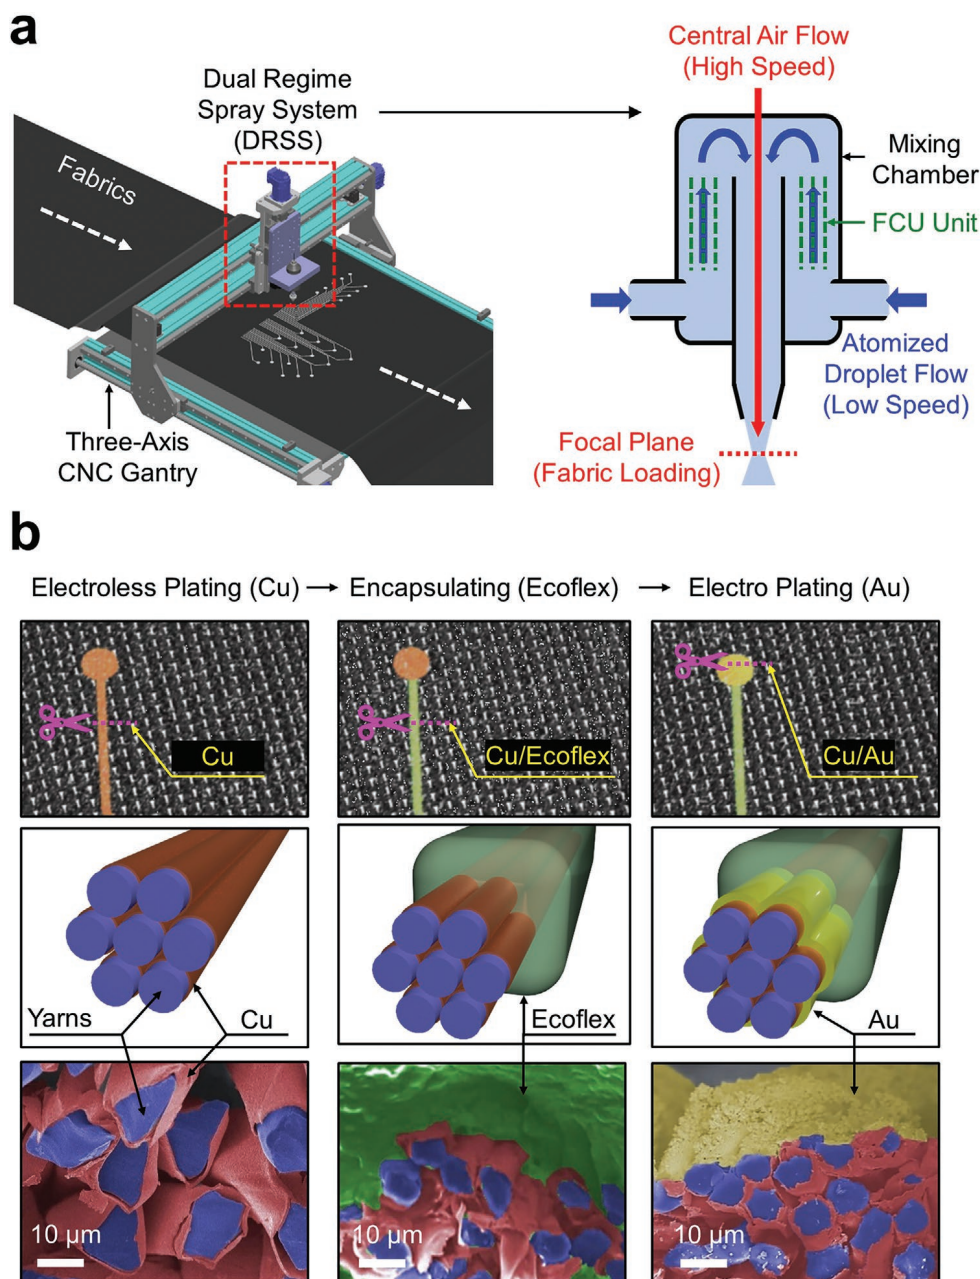 a
Dual Regime
Spray System
(DRSS)
Fabrics
Three-Axis
CNC Gantry
Central Air Flow
(High Speed)
Mixing
Chamber
FCU Unit
Atomized
Droplet Flow
(Low Speed)
Focal Plane
(Fabric Loading)
b
Electroless Plating (Cu)
Encapsulating (Ecoflex)
Electro Plating (Au)
Cu
Cu/Ecoflex
Cu/Au
Yarns
Cu
Ecoflex
Au
10 µm
10 µm
10 µm